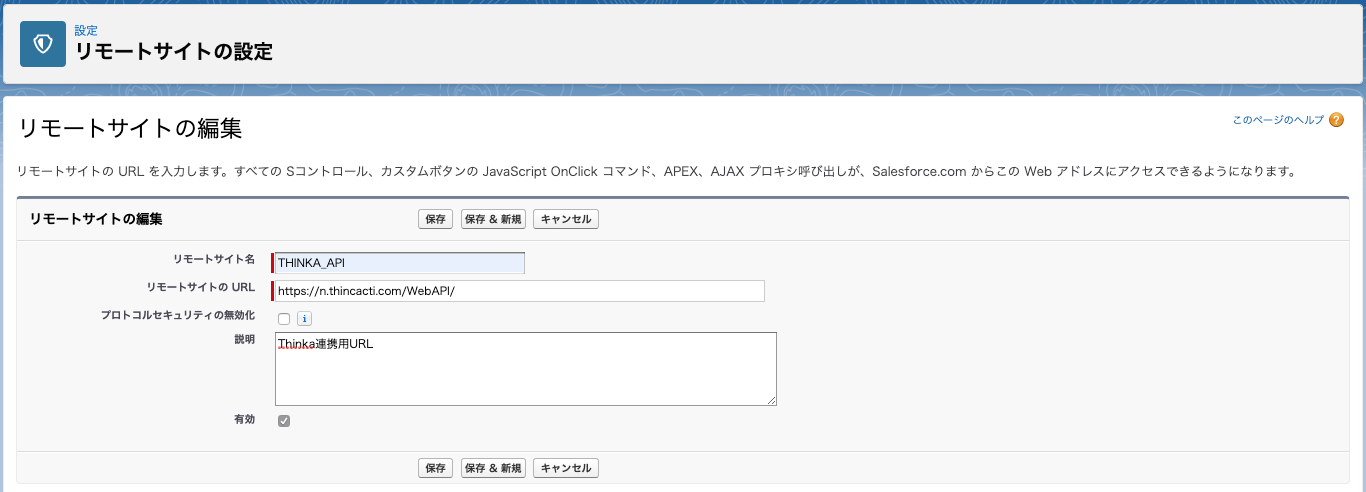 設定
リモートサイトの設定
リモートサイトの編集
このページのヘルプ ?
リモートサイトの URL を入力します。すべての Sコントロール、カスタムボタンの JavaScript OnClick コマンド、APEX、AJAX プロキシ呼び出しが、Salesforce.com からこの Web アドレスにアクセスできるようになります。
リモートサイトの編集 保存 保存 & 新規 キャンセル
リモートサイト名 THINKA_API
リモートサイトの URL https://n.thincacti.com/WebAPI/
プロトコルセキュリティの無効化 i
説明 Thinka連携用URL
有効
保存 保存 & 新規 キャンセル